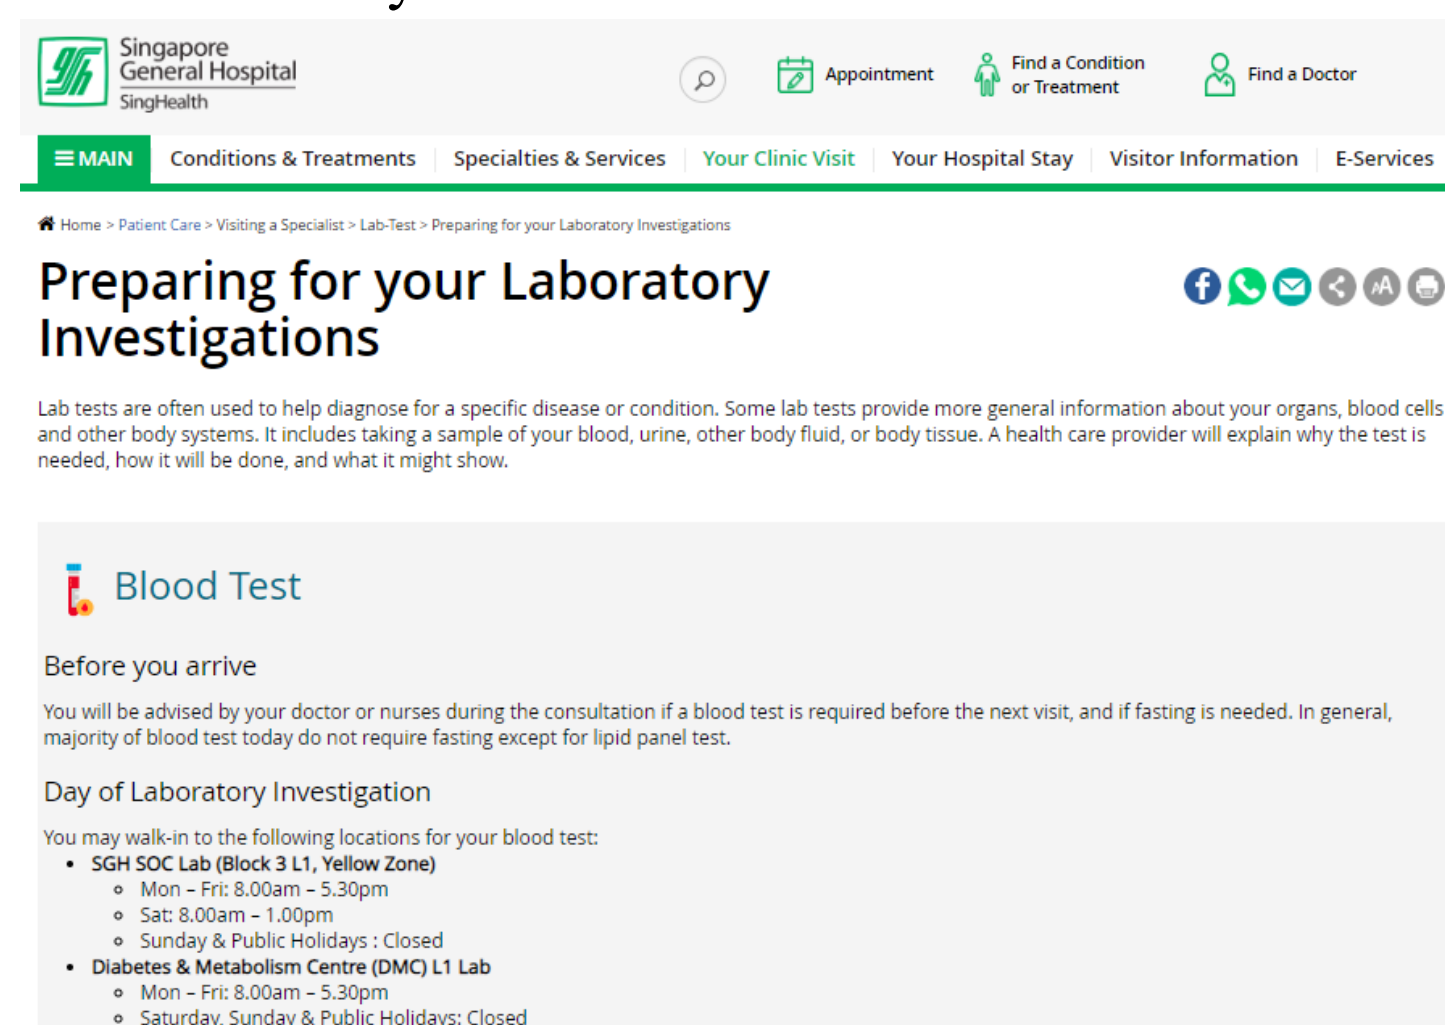 Singapore
General Hospital
SingHealth
Appointment
Find a Condition
or Treatment
Find a Doctor
MAIN
Conditions & Treatments
Specialties & Services
Your Clinic Visit
Your Hospital Stay
Visitor Information
E-Services
Home > Patient Care > Visiting a Specialist > Lab-Test > Preparing for your Laboratory Investigations
Preparing for your Laboratory
Investigations
Lab tests are often used to help diagnose for a specific disease or condition. Some lab tests provide more general information about your organs, blood cells
and other body systems. It includes taking a sample of your blood, urine, other body fluid, or body tissue. A health care provider will explain why the test is
needed, how it will be done, and what it might show.
Blood Test
Before you arrive
You will be advised by your doctor or nurses during the consultation if a blood test is required before the next visit, and if fasting is needed. In general,
majority of blood test today do not require fasting except for lipid panel test.
Day of Laboratory Investigation
You may walk-in to the following locations for your blood test:
• SGH SOC Lab (Block 3 L1, Yellow Zone)
Mon – Fri: 8.00am – 5.30pm
Sat: 8.00am – 1.00pm
Sunday & Public Holidays : Closed
• Diabetes & Metabolism Centre (DMC) L1 Lab
Mon – Fri: 8.00am – 5.30pm
Saturday, Sunday & Public Holidays: Closed